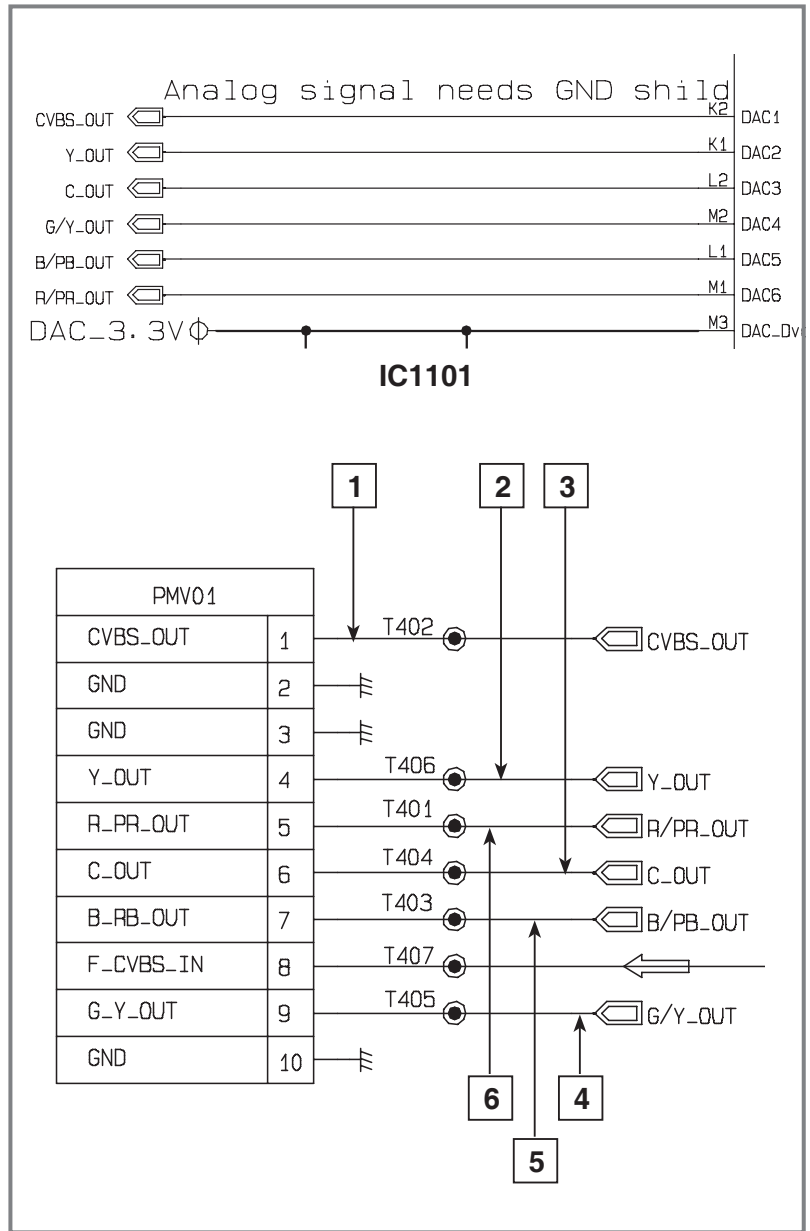 Analog signal needs GND shild
CVBS_OUT K2 DAC1
Y_OUT K1 DAC2
C_OUT L2 DAC3
G/Y_OUT M2 DAC4
B/PB_OUT L1 DAC5
R/PR_OUT M1 DAC6
DAC_3.3V M3 DAC_Dv
IC1101
1 2 3
PMV01
CVBS_OUT 1 T402 CVBS_OUT
GND 2
GND 3
Y_OUT 4 T406 Y_OUT
R_PR_OUT 5 T401 R/PR_OUT
C_OUT 6 T404 C_OUT
B_RB_OUT 7 T403 B/PB_OUT
F_CVBS_IN 8 T407
G_Y_OUT 9 T405 G/Y_OUT
GND 10
6 4
5